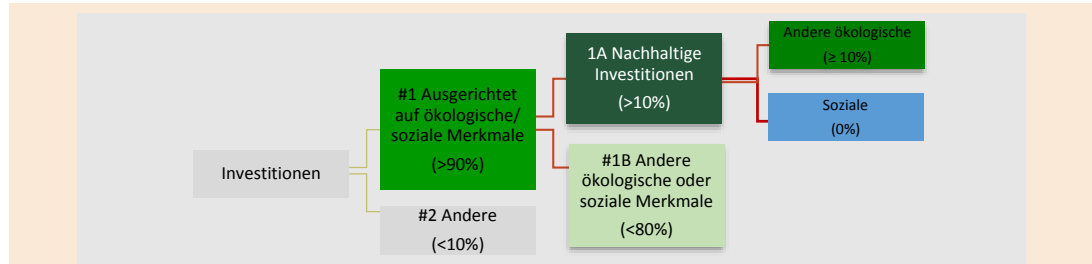 Investitionen
#1 Ausgerichtet
auf ökologische/
soziale Merkmale
(>90%)
#2 Andere
(<10%)
1A Nachhaltige
Investitionen
(>10%)
#1B Andere
ökologische oder
soziale Merkmale
(<80%)
Andere ökologische
(≥ 10%)
Soziale
(0%)